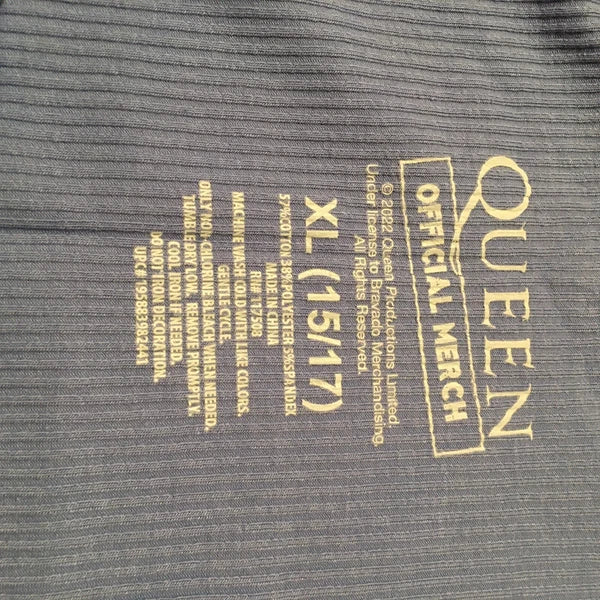 QUEEN
OFFICIAL MERCH
© 2022 Queen Productions Limited.
Under license to Bravado Merchandising.
All Rights Reserved.
XL (15/17)
57% COTTON 38% POLYESTER 5% SPANDEX
MADE IN CHINA
RN# 107508
MACHINE WASH COLD WITH LIKE COLORS.
GENTLE CYCLE.
ONLY NON-CHLORINE BLEACH WHEN NEEDED.
TUMBLE DRY LOW. REMOVE PROMPTLY.
COOL IRON IF NEEDED.
DO NOT IRON DECORATION.